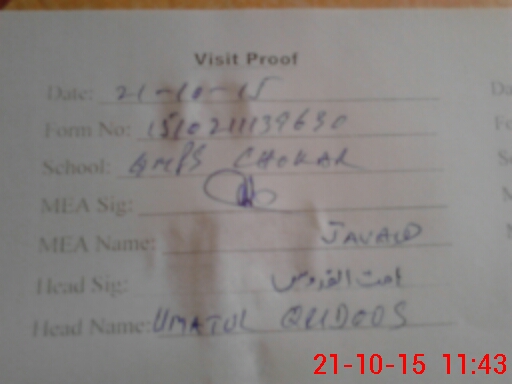 Visit Proof
Date: 21-10-15
Form No: 1510211139630
School: GMPS CHOKAR
MEA Sig:
MEA Name: JAVAID
Head Sig: امت القدوس
Head Name: UMATUL QUDOOS
21-10-15 11:43